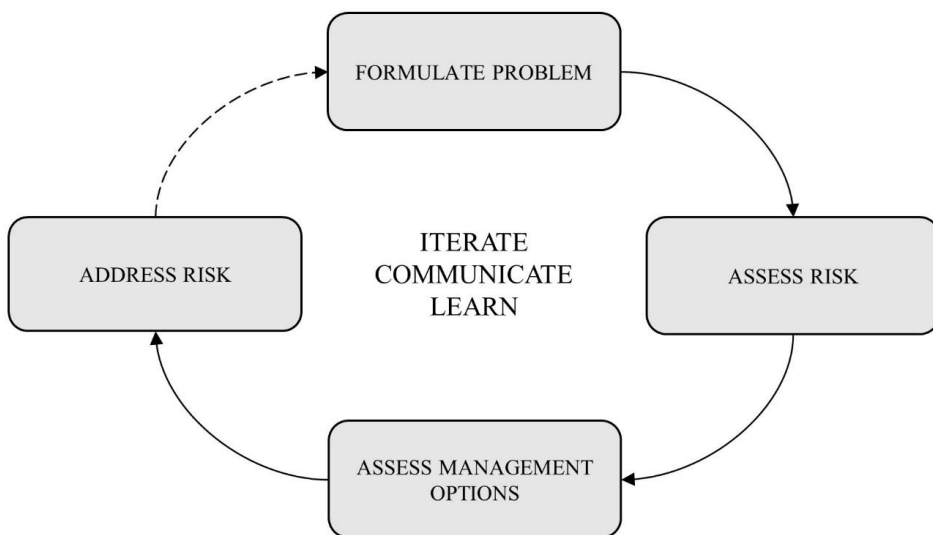 FORMULATE PROBLEM
ADDRESS RISK
ITERATE
COMMUNICATE
LEARN
ASSESS RISK
ASSESS MANAGEMENT
OPTIONS